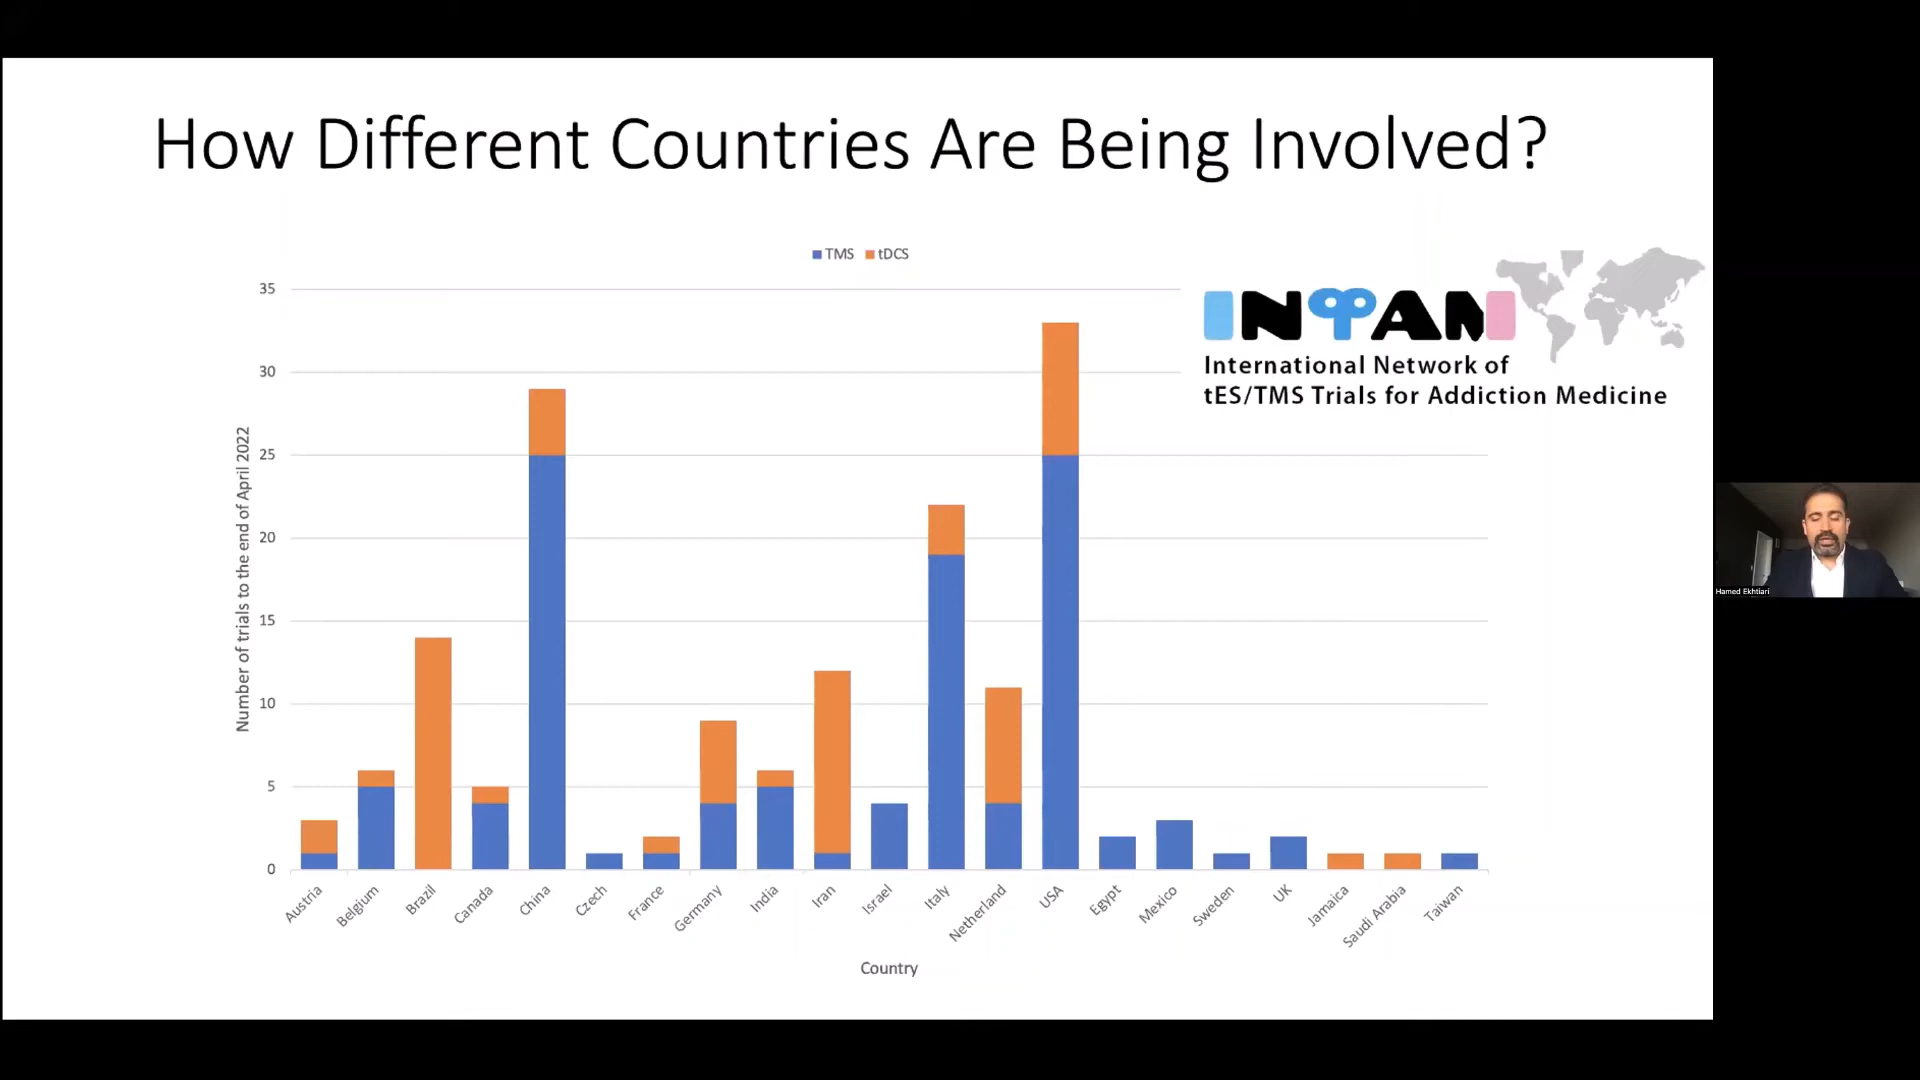 How Different Countries Are Being Involved?
TMS tDCS
INTAM
International Network of
tES/TMS Trials for Addiction Medicine
Number of trials to the end of April 2022
35
30
25
20
15
10
5
0
Austria
Belgium
Brazil
Canada
China
Czech
France
Germany
India
Iran
Israel
Italy
Netherland
USA
Egypt
Mexico
Sweden
UK
Jamaica
Saudi Arabia
Taiwan
Country
Hamed Ekhtiari